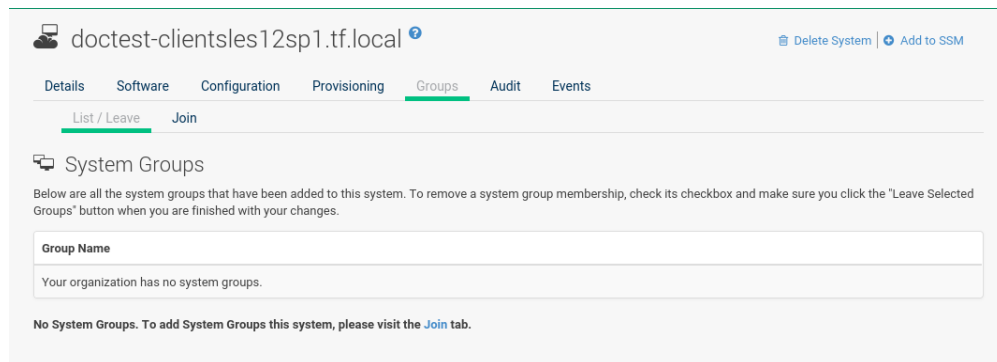 doctest-clientsles12sp1.tf.local ?
Delete System | Add to SSM
Details Software Configuration Provisioning Groups Audit Events
List / Leave Join
System Groups
Below are all the system groups that have been added to this system. To remove a system group membership, check its checkbox and make sure you click the "Leave Selected
Groups" button when you are finished with your changes.
Group Name
Your organization has no system groups.
No System Groups. To add System Groups this system, please visit the Join tab.